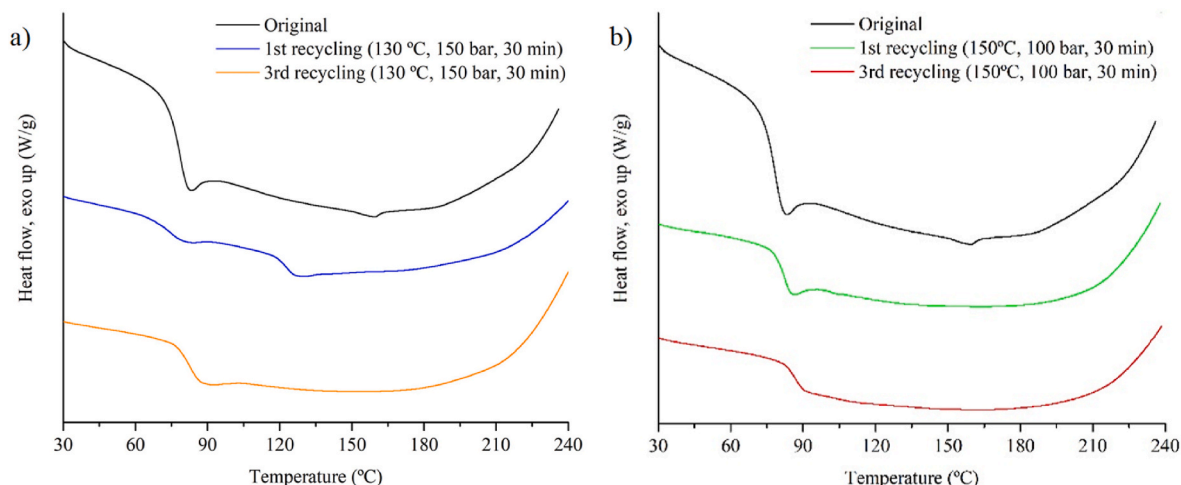 a)
Original
1st recycling (130 ºC, 150 bar, 30 min)
3rd recycling (130 ºC, 150 bar, 30 min)
Heat flow, exo up (W/g)
30 60 90 120 150 180 210 240
Temperature (ºC)
b)
Original
1st recycling (150ºC, 100 bar, 30 min)
3rd recycling (150ºC, 100 bar, 30 min)
Heat flow, exo up (W/g)
30 60 90 120 150 180 210 240
Temperature (ºC)